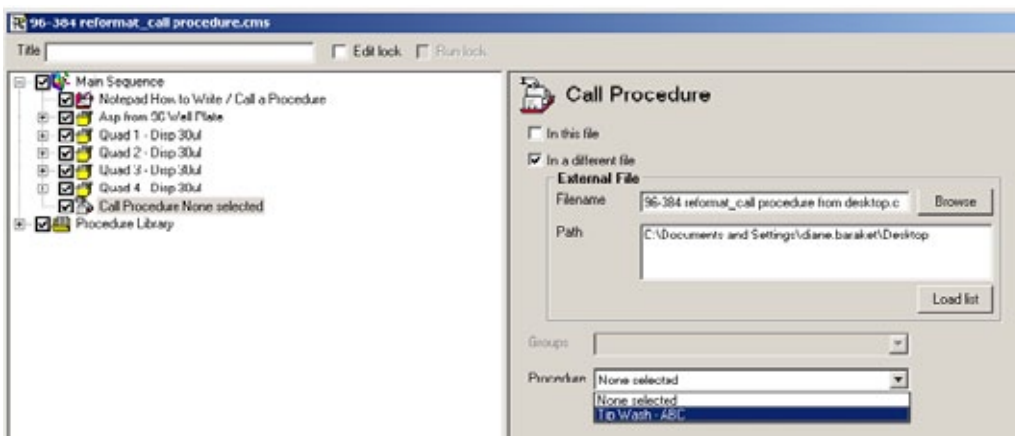 96-384 reformat_call procedure.cms
Title
Edit lock
Run lock
Main Sequence
Notepad How to Write / Call a Procedure
Asp from 96 Well Plate
Quad 1 - Disp 30ul
Quad 2 - Disp 30ul
Quad 3 - Disp 30ul
Quad 4 - Disp 30ul
Call Procedure None selected
Procedure Library
Call Procedure
In this file
In a different file
External File
Filename
96-384 reformat_call procedure from desktop.c
Browse
Path
C:\Documents and Settings\diane.baraket\Desktop
Load list
Groups
Procedure
None selected
None selected
Tip Wash - ABC